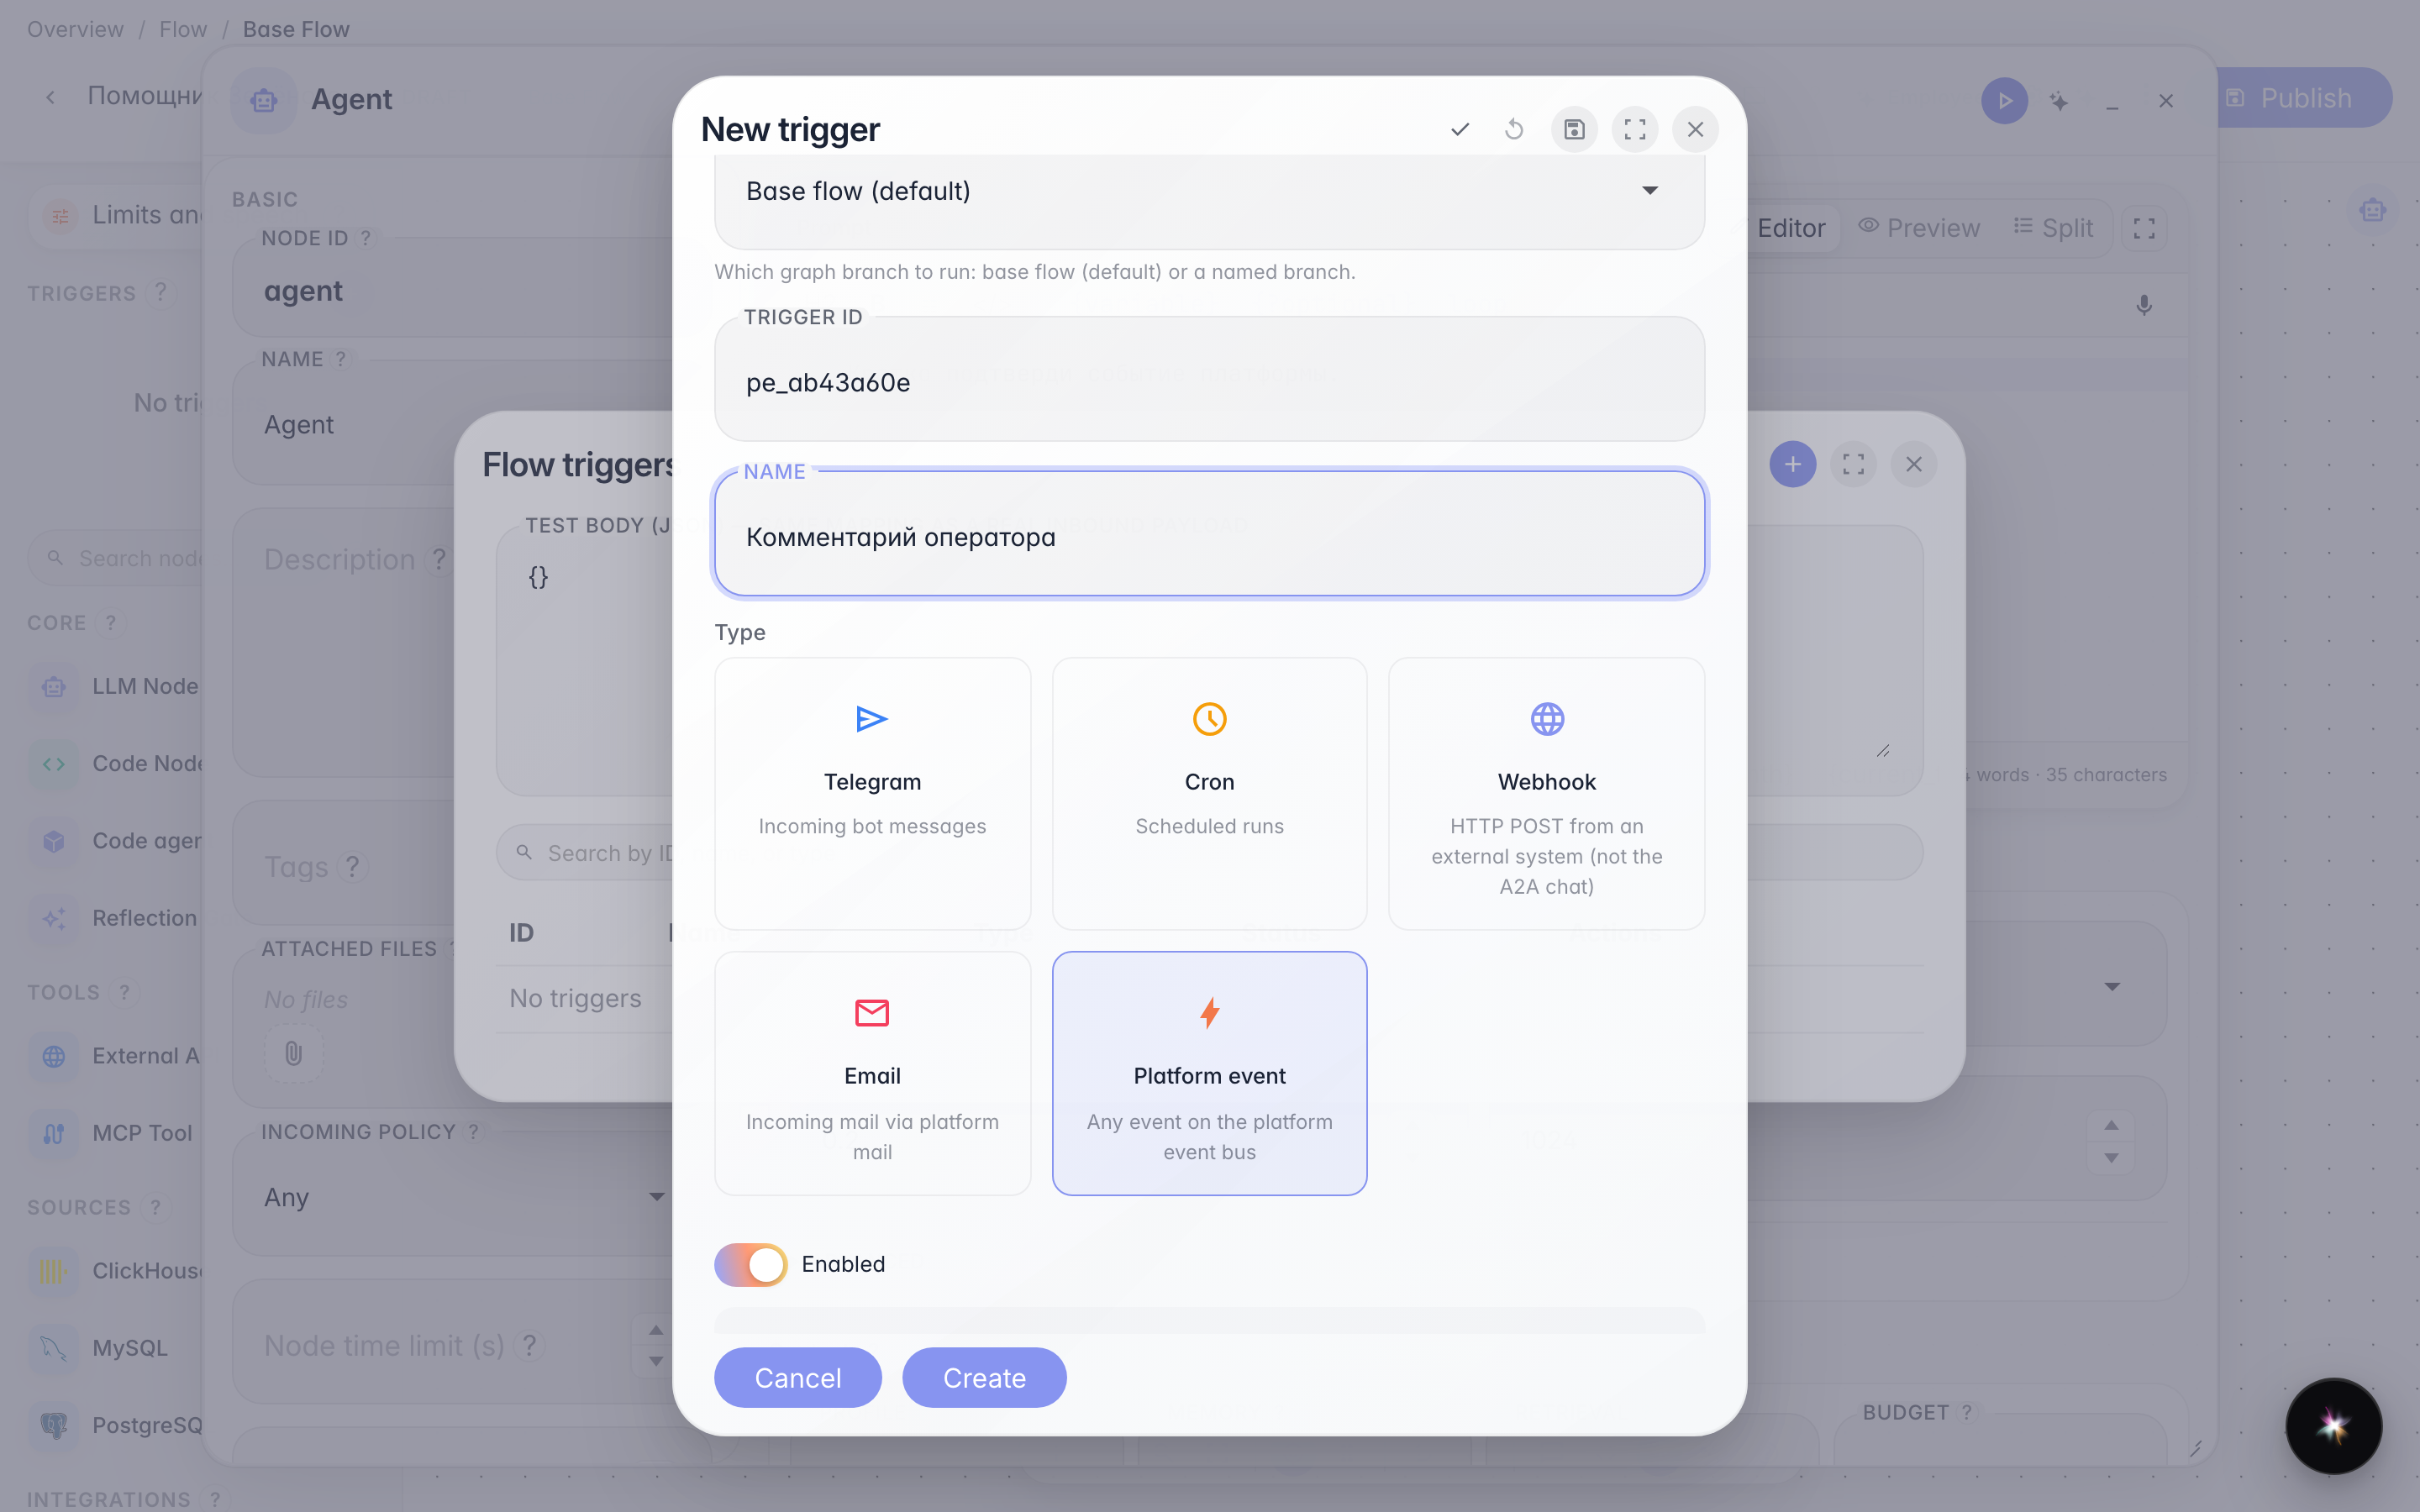 Overview / Flow / Base Flow
Помощни
Agent
Publish
Limits an
TRIGGERS ?
No tri
Search node
CORE ?
LLM Node
Code Node
Code ager
Reflection
TOOLS ?
External A
MCP Tool
SOURCES ?
ClickHouse
MySQL
PostgreSQ
INTEGRATIONS ?
BASIC
NODE ID ?
agent
NAME ?
Agent
Description ?
Tags ?
ATTACHED FILES ?
No files
INCOMING POLICY ?
Any
Node time limit (s) ?
Editor
Preview
Split
words · 35 characters
BUDGET ?
Flow triggers
TEST BODY (J
{}
Search by ID
ID
No triggers
New trigger
Base flow (default)
Which graph branch to run: base flow (default) or a named branch.
TRIGGER ID
pe_ab43a60e
NAME
Комментарий оператора
Type
Telegram
Incoming bot messages
Cron
Scheduled runs
Webhook
HTTP POST from an
external system (not the
A2A chat)
Email
Incoming mail via platform
mail
Platform event
Any event on the platform
event bus
Enabled
Cancel
Create